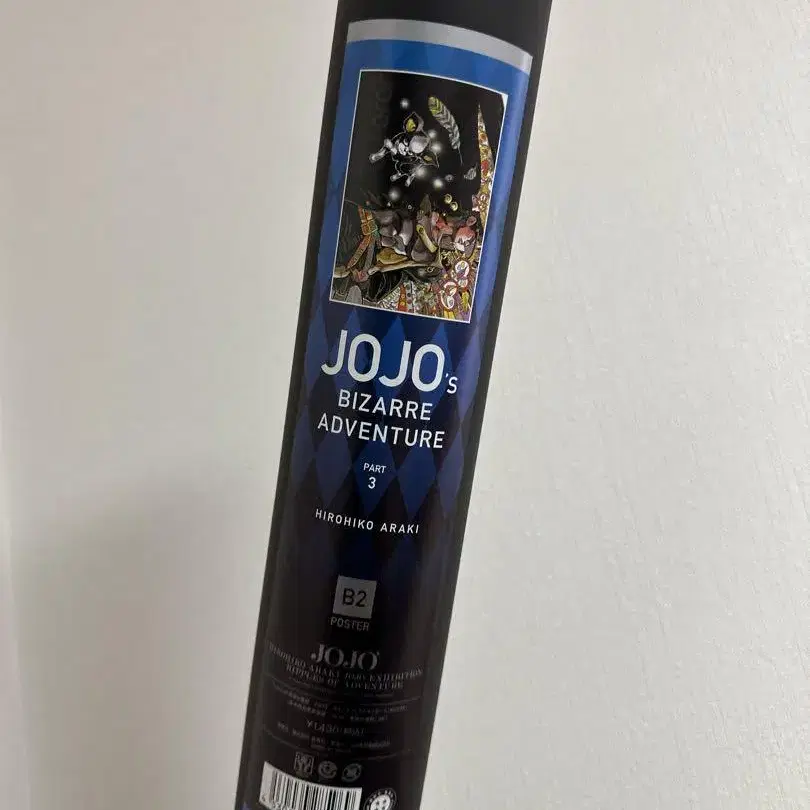 JOJO's
BIZARRE
ADVENTURE
PART
3
HIROHIKO ARAKI
B2
POSTER
JOJO
HIROHIKO ARAKI JOJO EXHIBITION
RIPPLES OF ADVENTURE